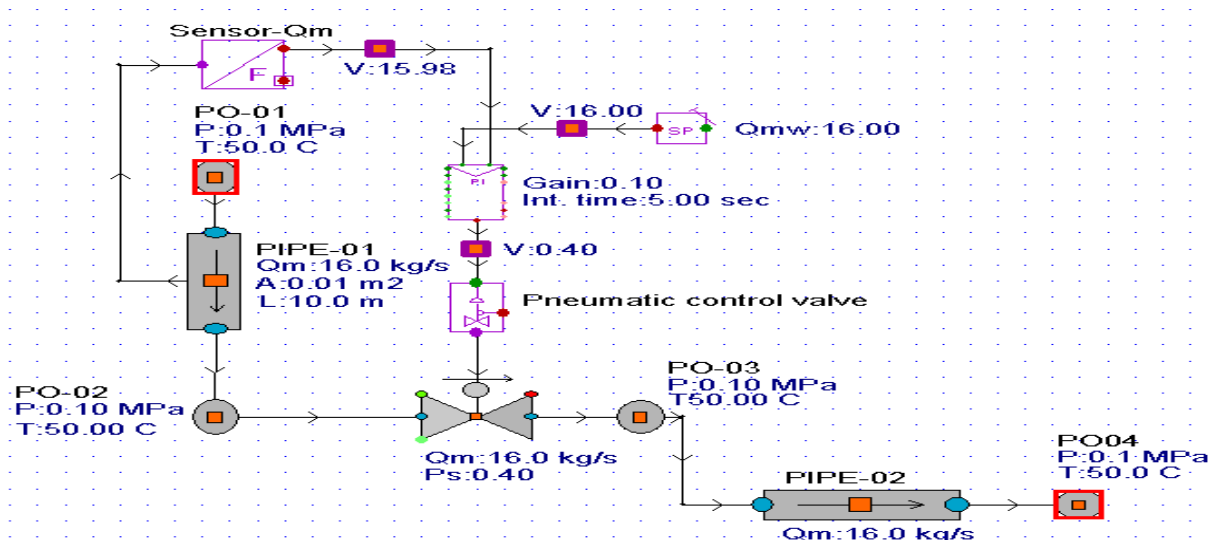 Sensor-Qm
F
V:15.98
PO-01
P:0.1 MPa
T:50.0 C
V:16.00
SP
Qmw:16.00
PI
Gain:0.10
Int. time:5.00 sec
PIPE-01
Qm:16.0 kg/s
A:0.01 m2
L:10.0 m
V:0.40
Pneumatic control valve
PO-02
P:0.10 MPa
T:50.00 C
PO-03
P:0.10 MPa
T50.00 C
Qm:16.0 kg/s
Ps:0.40
PO04
P:0.1 MPa
T:50.0 C
PIPE-02
Qm:16.0 kg/s